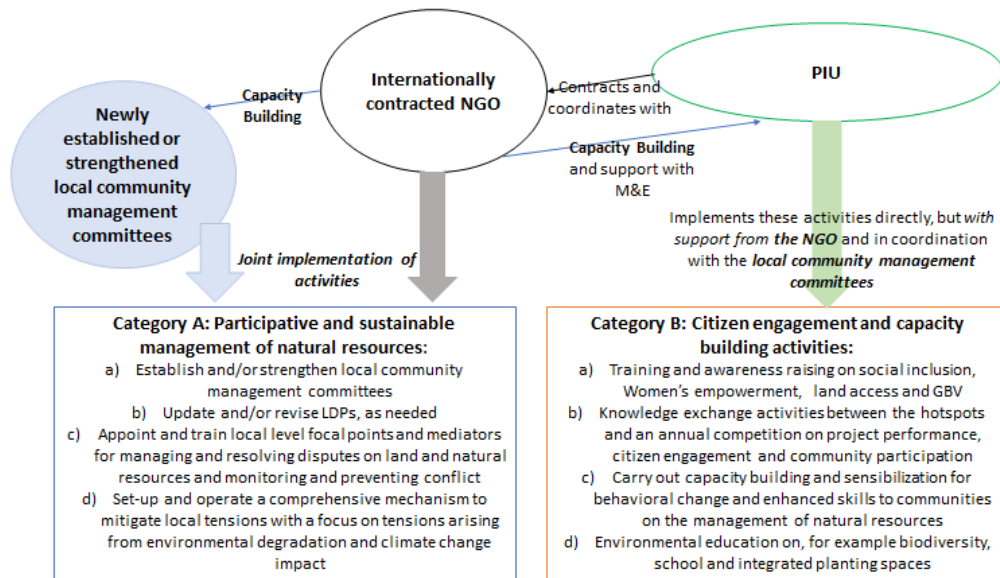 Newly
established or
strengthened
local community
management
committees
Capacity
Building
Internationally
contracted NGO
Contracts and
coordinates with
PIU
Capacity Building
and support with
M&E
Joint implementation of
activities
Implements these activities directly, but with
support from the NGO and in coordination
with the local community management
committees
Category A: Participative and sustainable
management of natural resources:
a) Establish and/or strengthen local community
management committees
b) Update and/or revise LDPs, as needed
c) Appoint and train local level focal points and mediators
for managing and resolving disputes on land and natural
resources and monitoring and preventing conflict
d) Set-up and operate a comprehensive mechanism to
mitigate local tensions with a focus on tensions arising
from environmental degradation and climate change
impact
Category B: Citizen engagement and capacity
building activities:
a) Training and awareness raising on social inclusion,
Women's empowerment, land access and GBV
b) Knowledge exchange activities between the hotspots
and an annual competition on project performance,
citizen engagement and community participation
c) Carry out capacity building and sensibilization for
behavioral change and enhanced skills to communities
on the management of natural resources
d) Environmental education on, for example biodiversity,
school and integrated planting spaces